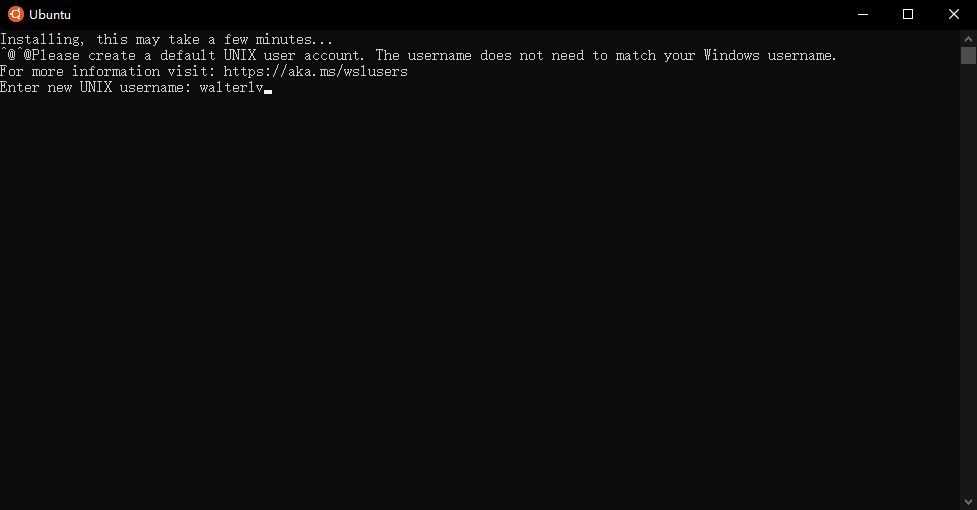 Ubuntu
Installing, this may take a few minutes...
^@^@Please create a default UNIX user account. The username does not need to match your Windows username.
For more information visit: https://aka.ms/wslusers
Enter new UNIX username: walterlv